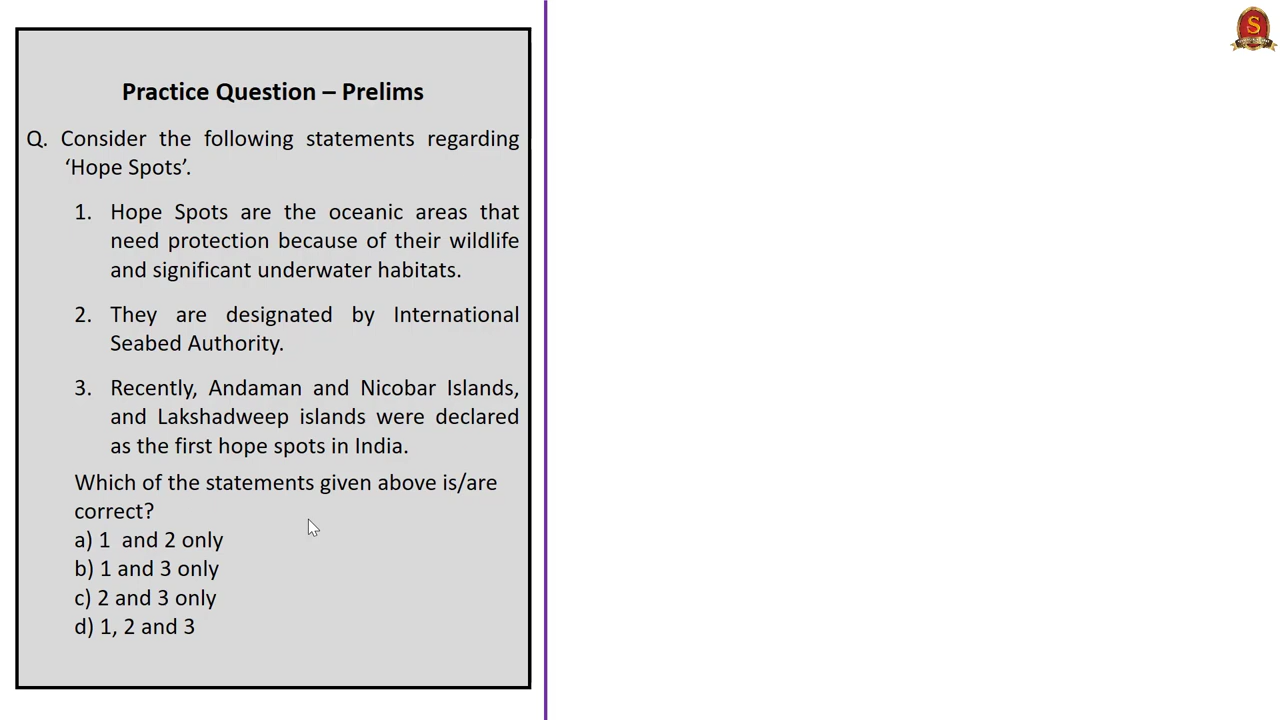 Practice Question – Prelims
Q. Consider the following statements regarding
‘Hope Spots’.
1. Hope Spots are the oceanic areas that
need protection because of their wildlife
and significant underwater habitats.
2. They are designated by International
Seabed Authority.
3. Recently, Andaman and Nicobar Islands,
and Lakshadweep islands were declared
as the first hope spots in India.
Which of the statements given above is/are
correct?
a) 1 and 2 only
b) 1 and 3 only
c) 2 and 3 only
d) 1, 2 and 3
S